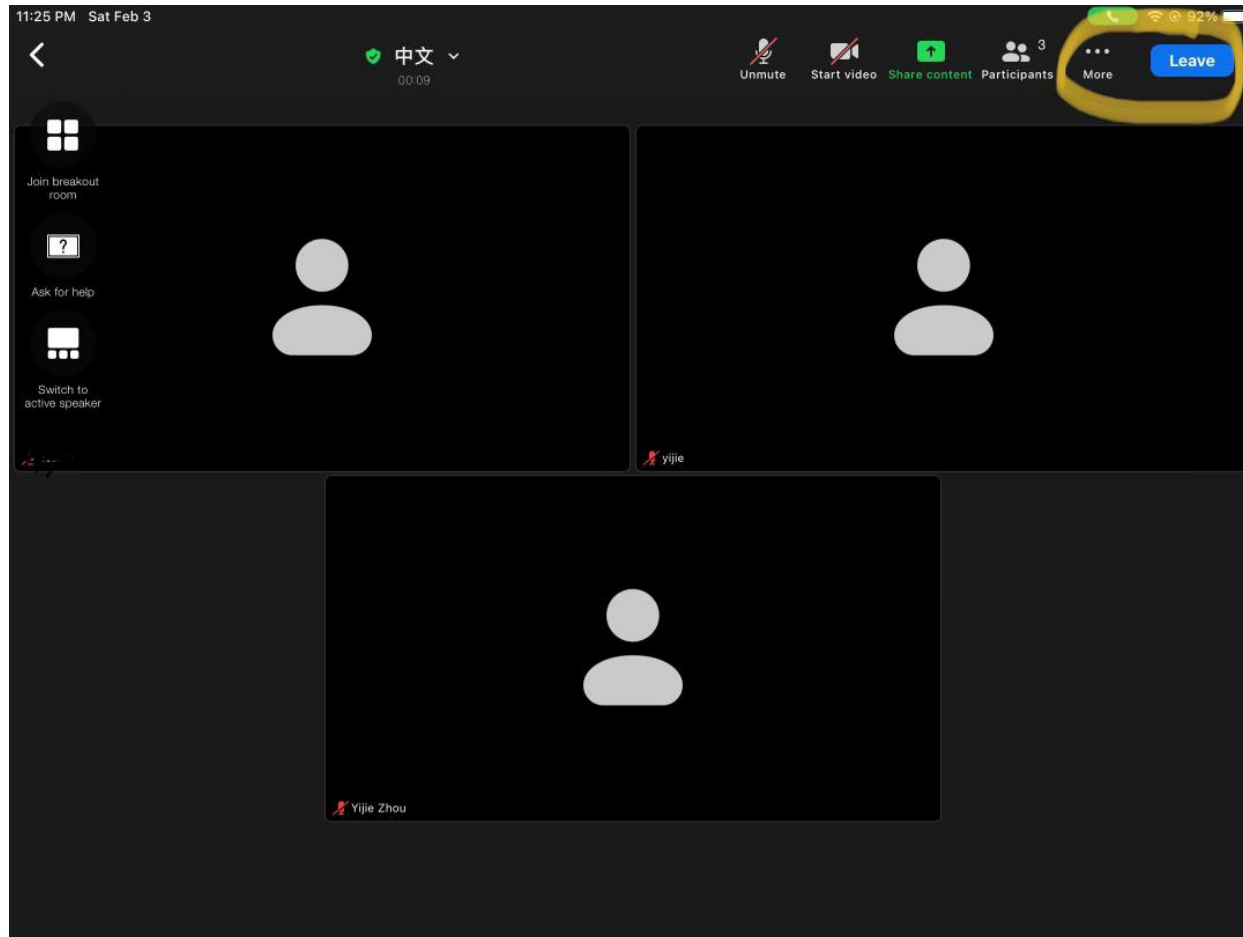 11:25 PM Sat Feb 3
92%
中文
00:09
Unmute
Start video
Share content
Participants
3
More
Leave
Join breakout
room
?
Ask for help
Switch to
active speaker
yijie
Yijie Zhou